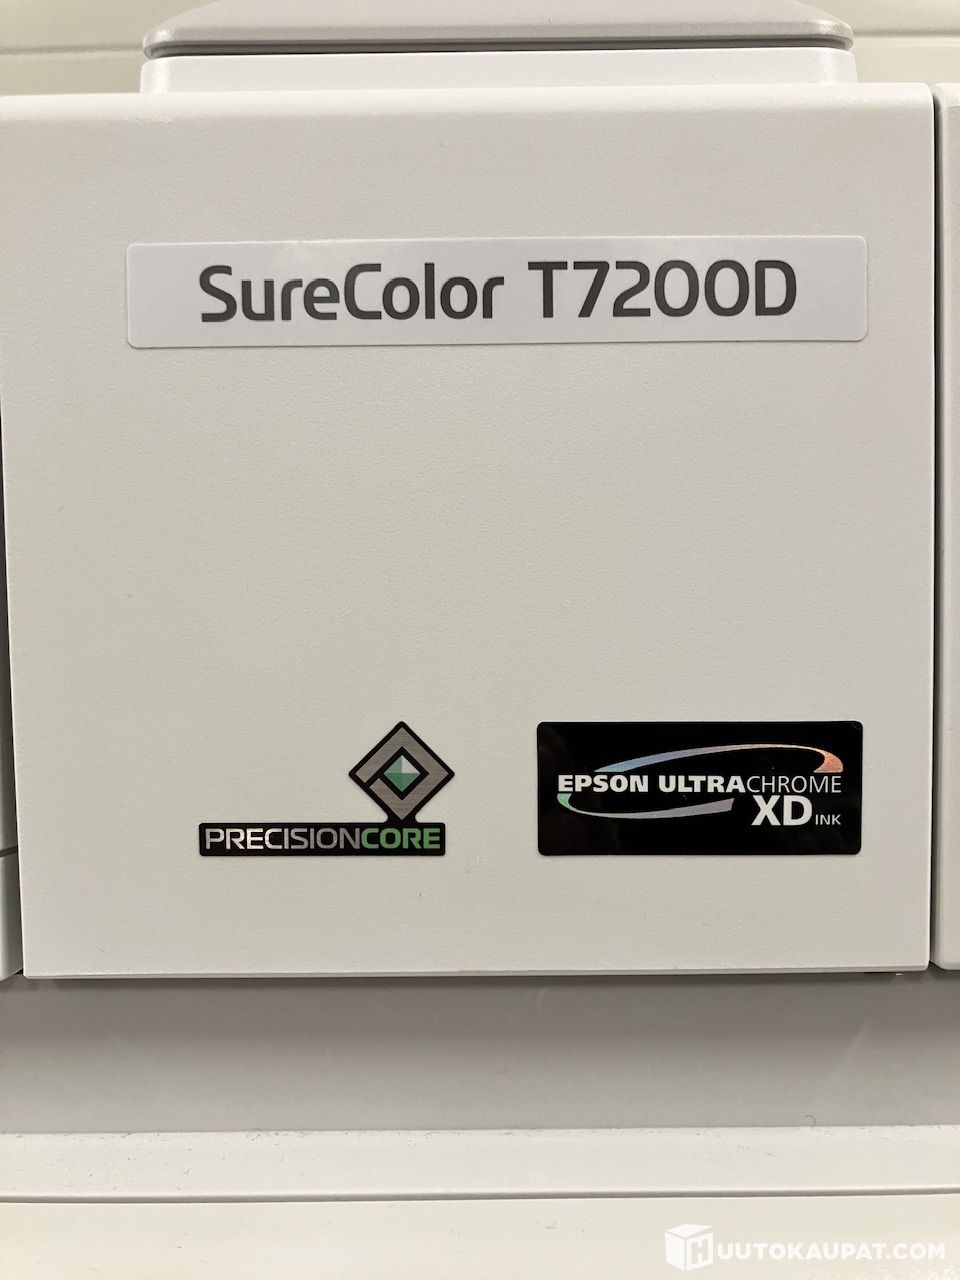 SureColor T7200D
PRECISIONCORE
EPSON ULTRACHROME
XD INK
HUUTOKAUPAT.COM